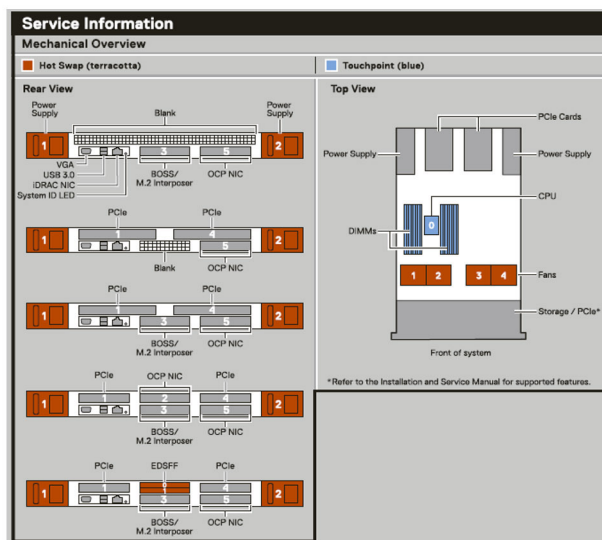 Service Information
Mechanical Overview
Hot Swap (terracotta)
Touchpoint (blue)
Rear View
Power Supply
Blank
Power Supply
1
3
5
2
VGA
USB 3.0
iDRAC NIC
System ID LED
BOSS/
M.2 Interposer
OCP NIC
PCIe
PCIe
1
1
4
2
5
Blank
OCP NIC
PCIe
PCIe
1
1
4
2
3
5
BOSS/
M.2 Interposer
OCP NIC
PCIe
OCP NIC
PCIe
1
1
2
4
2
3
5
BOSS/
M.2 Interposer
OCP NIC
PCIe
EDSFF
PCIe
1
1
0
4
2
1
3
5
BOSS/
M.2 Interposer
OCP NIC
Top View
PCIe Cards
Power Supply
Power Supply
CPU
0
DIMMs
1
2
3
4
Fans
Storage / PCIe*
Front of system
*Refer to the Installation and Service Manual for supported features.